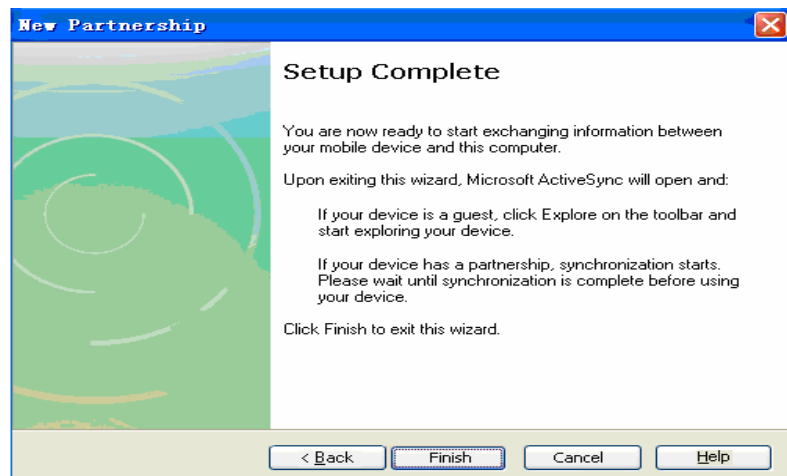 New Partnership
Setup Complete
You are now ready to start exchanging information between
your mobile device and this computer.
Upon exiting this wizard, Microsoft ActiveSync will open and:
If your device is a guest, click Explore on the toolbar and
start exploring your device.
If your device has a partnership, synchronization starts.
Please wait until synchronization is complete before using
your device.
Click Finish to exit this wizard.
< Back Finish Cancel Help